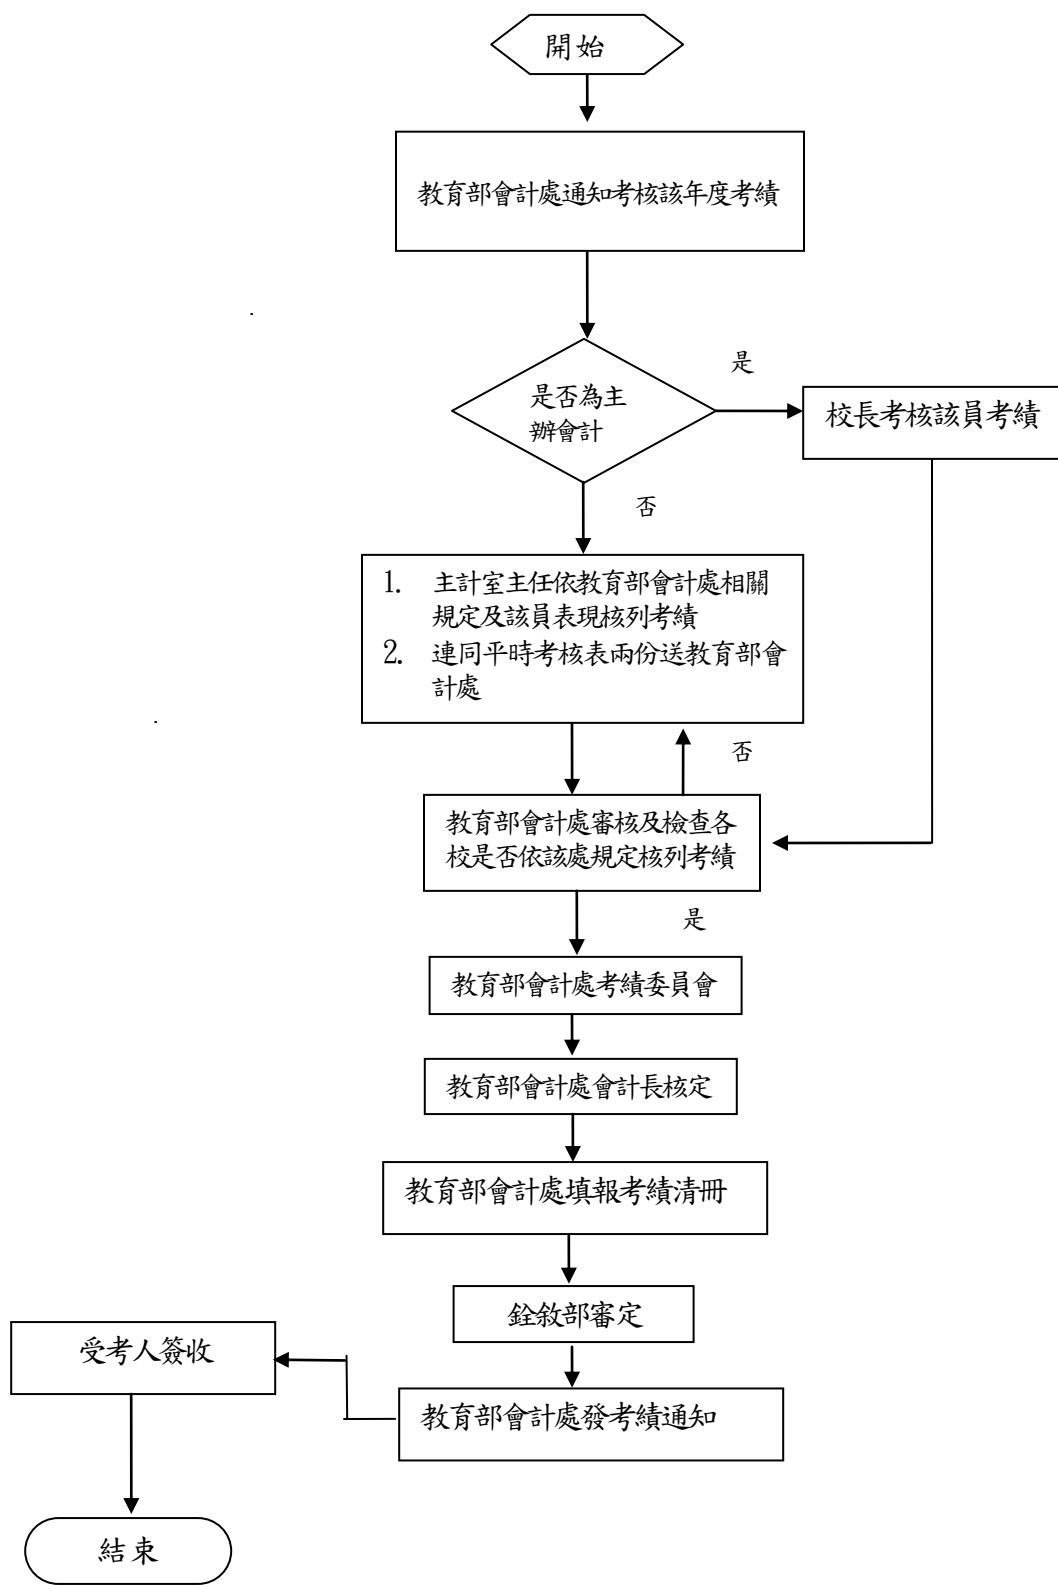 開始
教育部會計處通知考核該年度考績
是
是否為主
辦會計
校長考核該員考績
否
1. 主計室主任依教育部會計處相關
規定及該員表現核列考績
2. 連同平時考核表兩份送教育部會
計處
否
教育部會計處審核及檢查各
校是否依該處規定核列考績
是
教育部會計處考績委員會
教育部會計處會計長核定
教育部會計處填報考績清冊
銓敘部審定
受考人簽收
教育部會計處發考績通知
結束